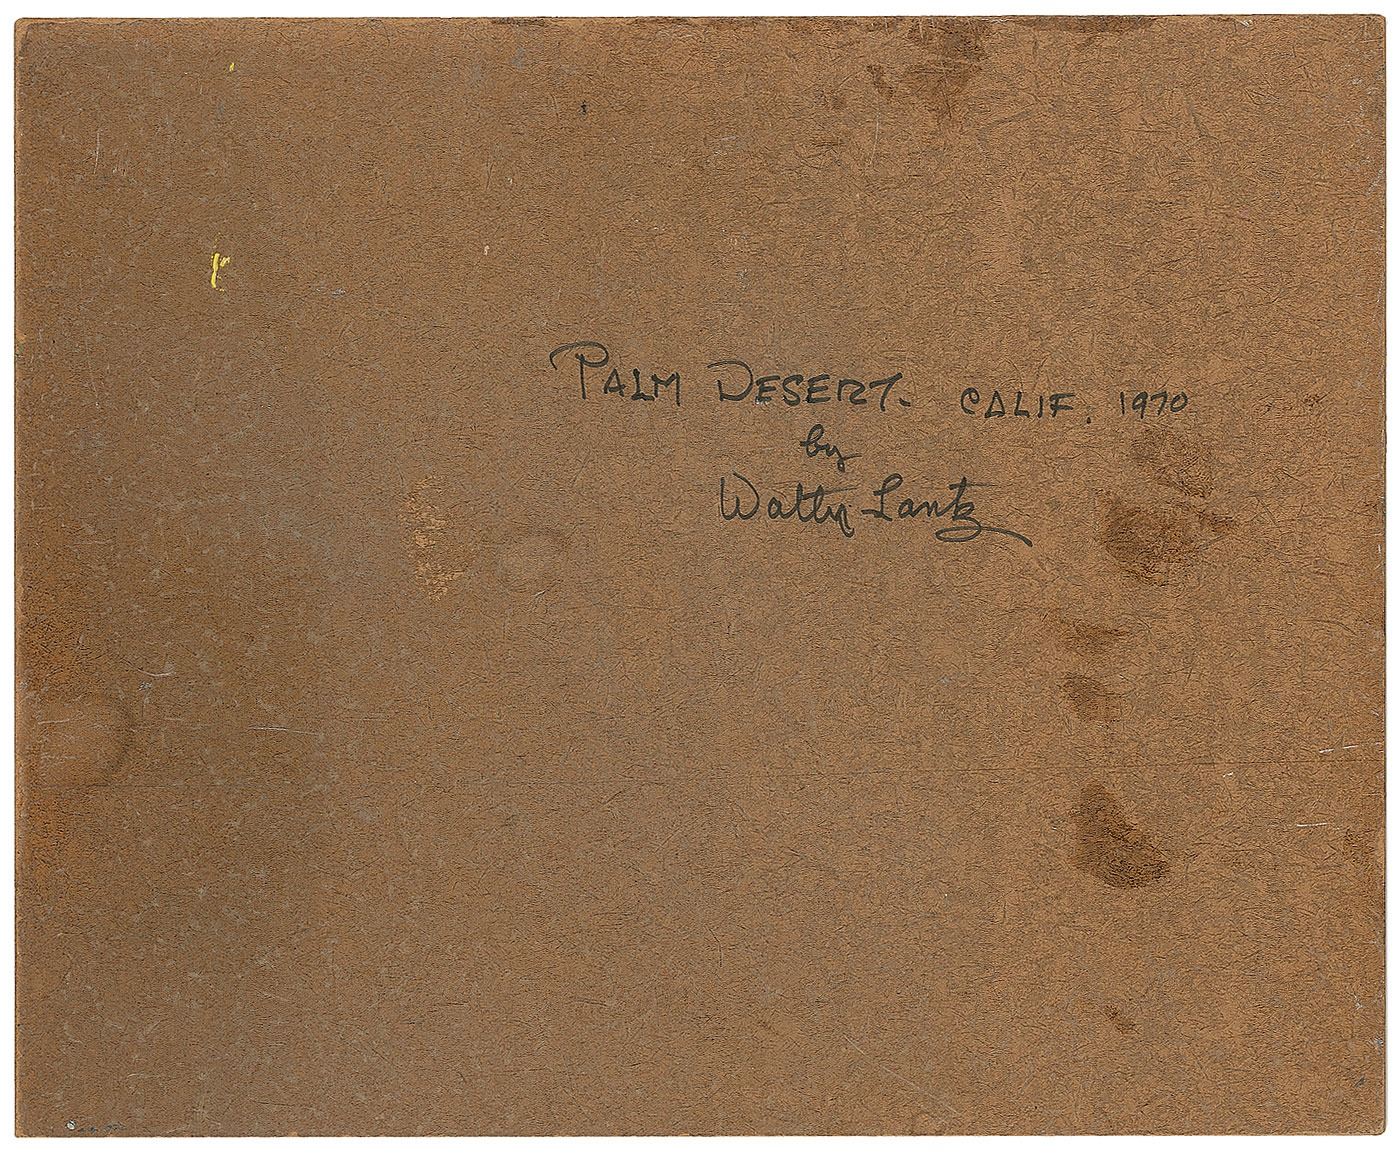 PALM DESERT. CALIF. 1970
by
Walter Lantz